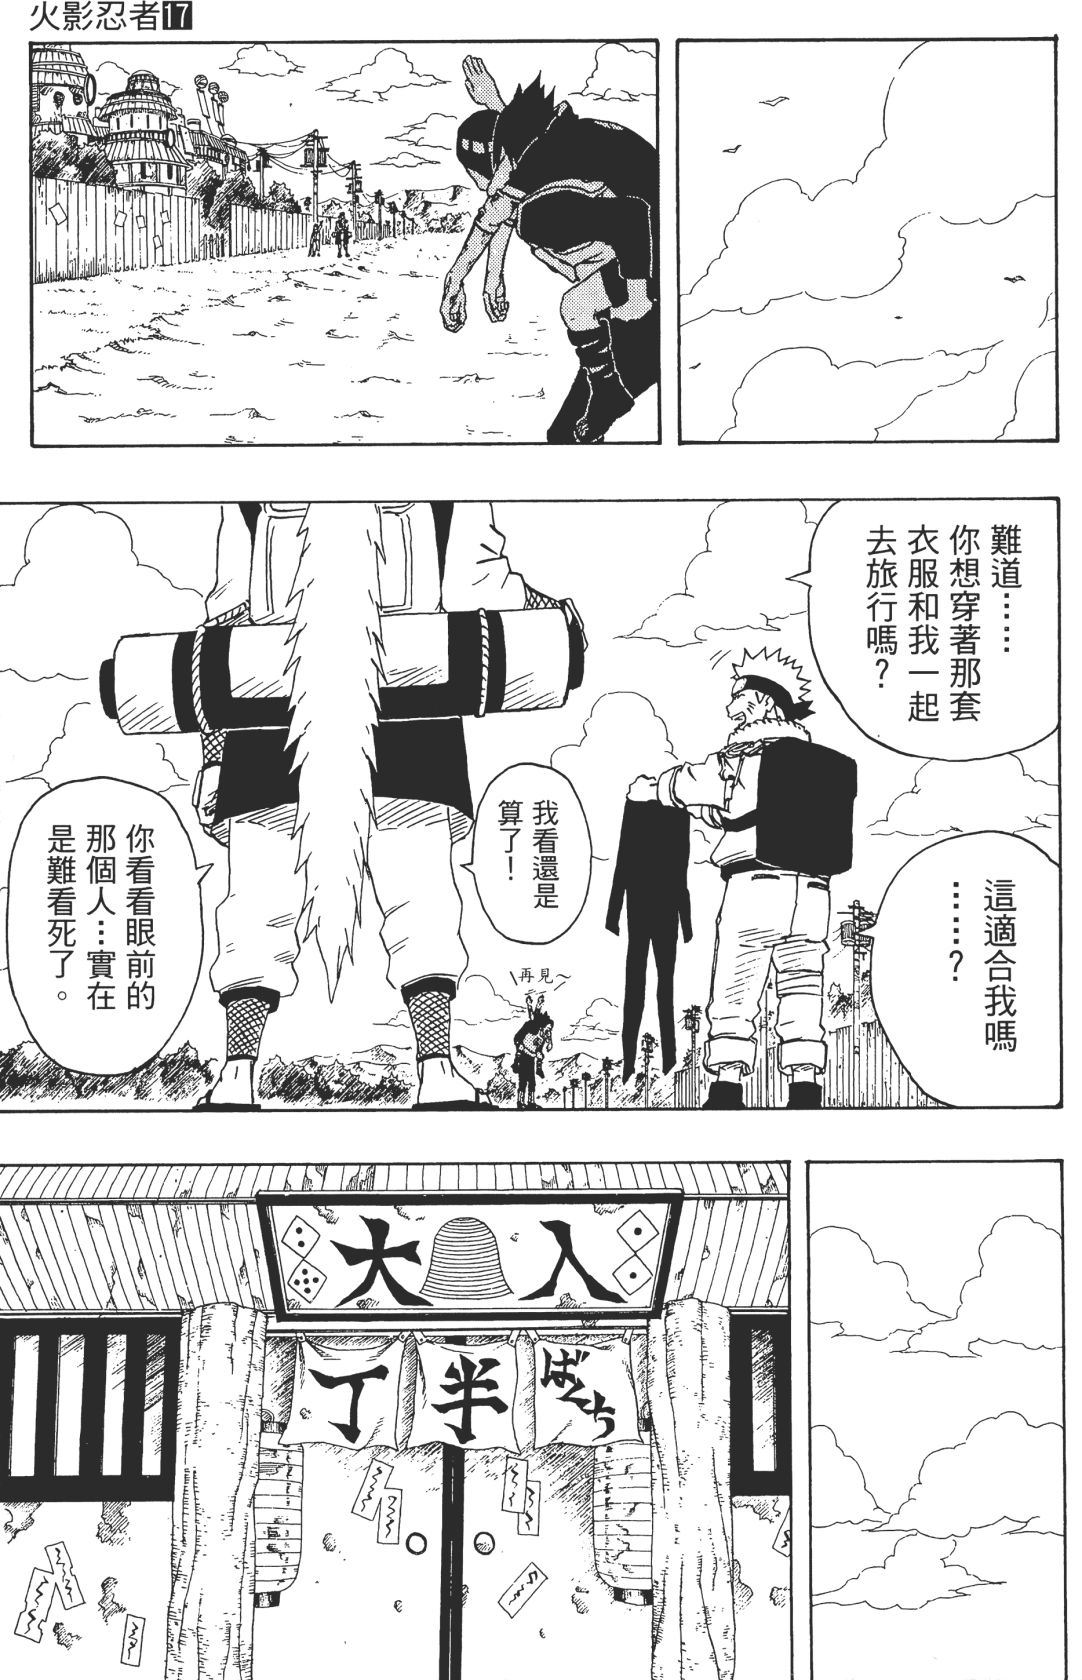 火影忍者17
難道……
你想穿著那套
衣服和我一起
去旅行嗎？
這適合我嗎
……？
我看還是
算了！
再見～
你看看眼前的
那個人…實在
是難看死了。
大 入
丁 半 ばんち